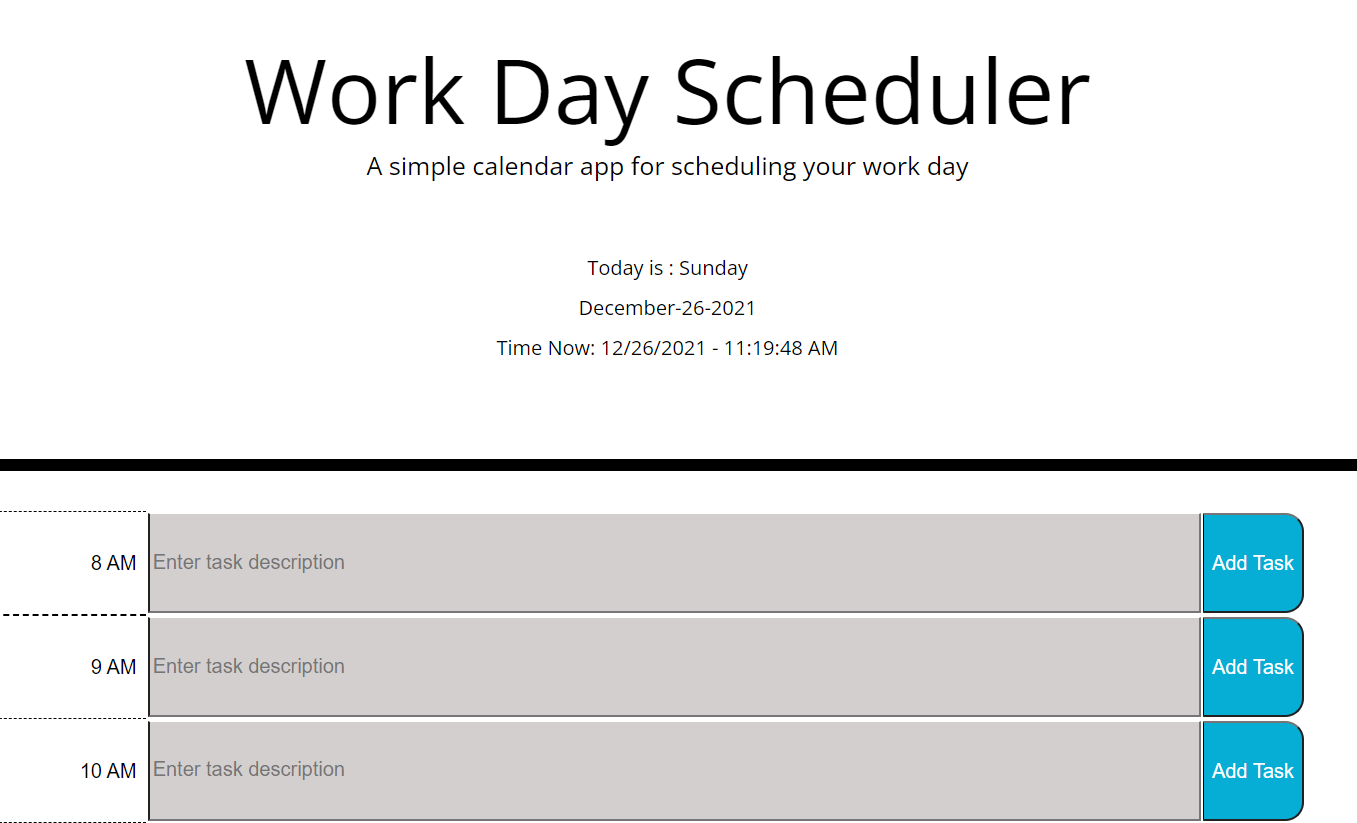 Work Day Scheduler
A simple calendar app for scheduling your work day
Today is : Sunday
December-26-2021
Time Now: 12/26/2021 - 11:19:48 AM
8 AM Enter task description Add Task
9 AM Enter task description Add Task
10 AM Enter task description Add Task